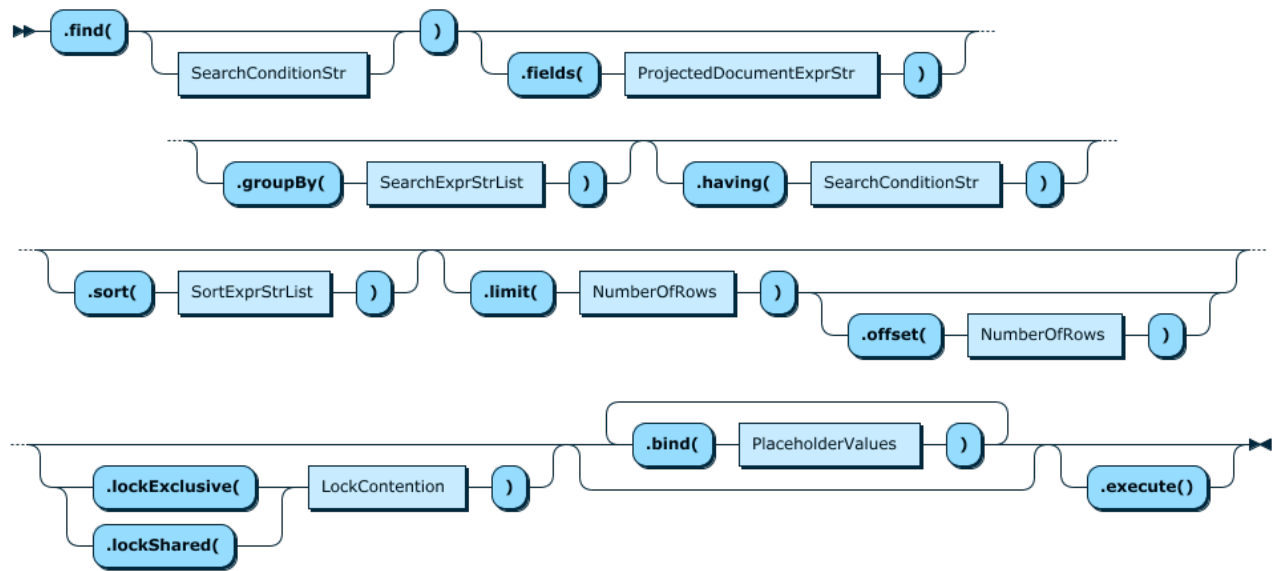 .find( SearchConditionStr ) .fields( ProjectedDocumentExprStr )
.groupBy( SearchExprStrList ) .having( SearchConditionStr )
.sort( SortExprStrList ) .limit( NumberOfRows )
.offset( NumberOfRows )
.bind( PlaceholderValues )
.lockExclusive( LockContention ) .execute()
.lockShared(